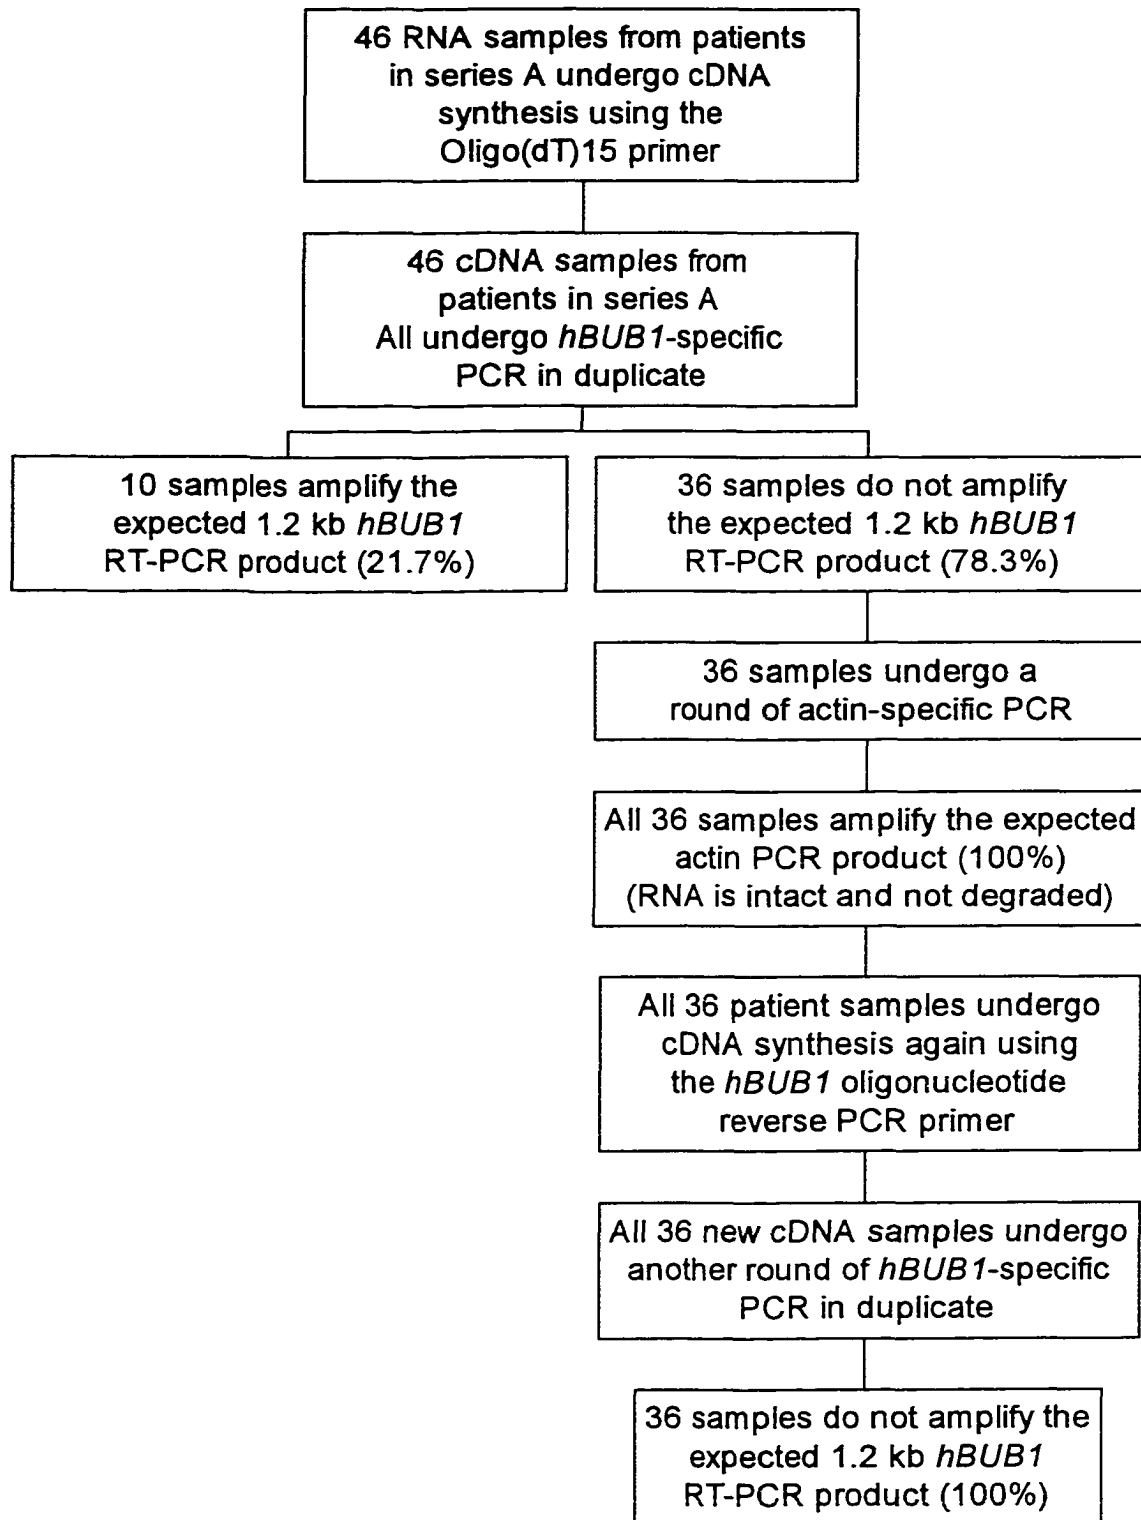 46 RNA samples from patients
in series A undergo cDNA
synthesis using the
Oligo(dT)15 primer
46 cDNA samples from
patients in series A
All undergo hBUB1-specific
PCR in duplicate
10 samples amplify the
expected 1.2 kb hBUB1
RT-PCR product (21.7%)
36 samples do not amplify
the expected 1.2 kb hBUB1
RT-PCR product (78.3%)
36 samples undergo a
round of actin-specific PCR
All 36 samples amplify the expected
actin PCR product (100%)
(RNA is intact and not degraded)
All 36 patient samples undergo
cDNA synthesis again using
the hBUB1 oligonucleotide
reverse PCR primer
All 36 new cDNA samples undergo
another round of hBUB1-specific
PCR in duplicate
36 samples do not amplify the
expected 1.2 kb hBUB1
RT-PCR product (100%)